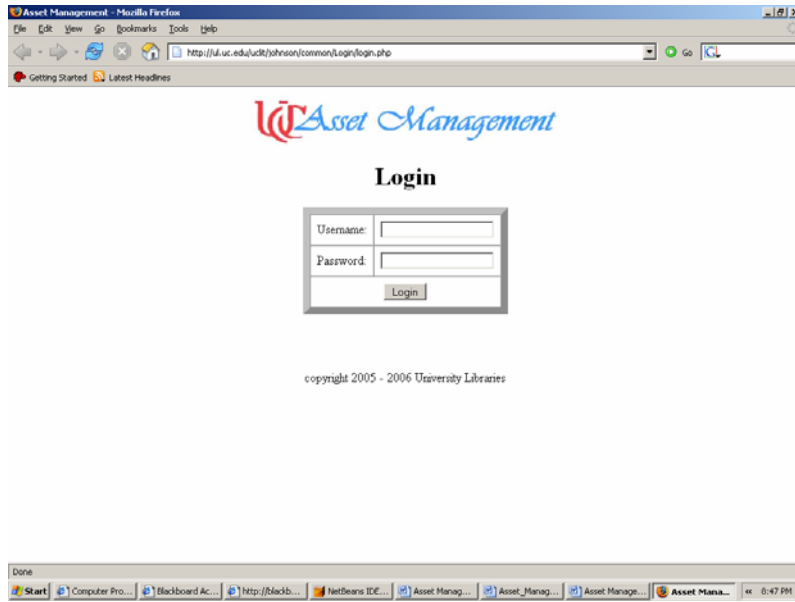 Asset Management - Mozilla Firefox
File Edit View Go Bookmarks Tools Help
http://ul.uc.edu/uclit/johnson/common/Login/login.php Go G
Getting Started Latest Headlines
UC Asset Management
Login
Username:
Password:
Login
copyright 2005 - 2006 University Libraries
Done
Start Computer Pro... Blackboard Ac... http://blackb... NetBeans IDE... Asset Manag... Asset_Manag... Asset Manage... Asset Mana... « 8:47 PM